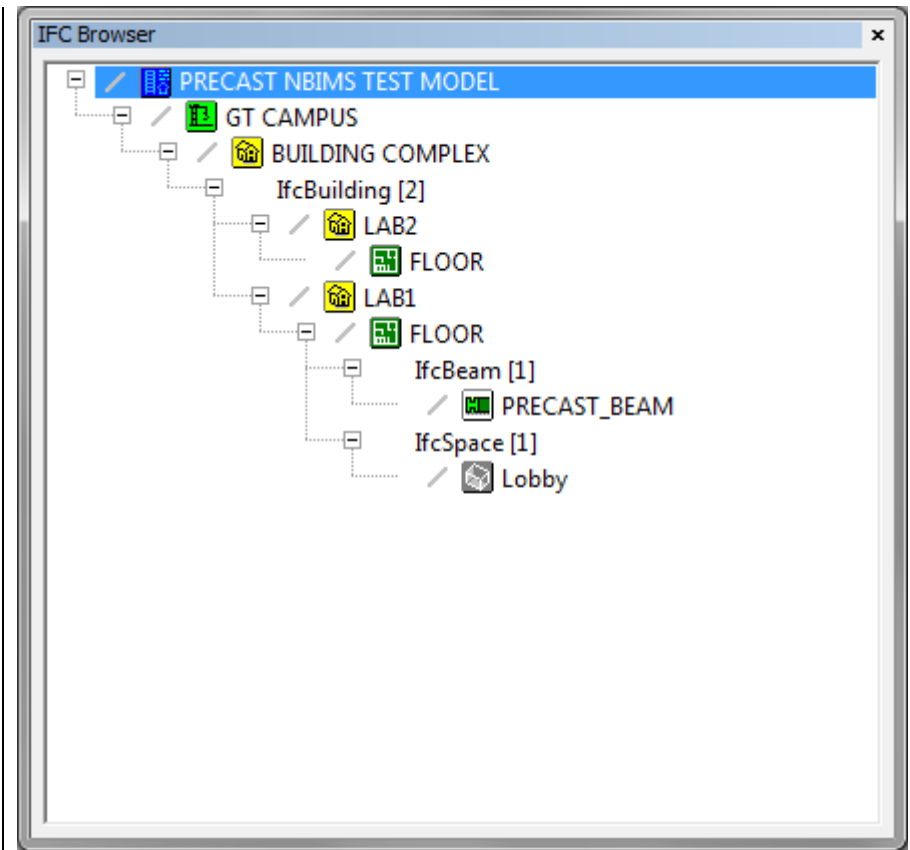 IFC Browser
PRECAST NBIMS TEST MODEL
GT CAMPUS
BUILDING COMPLEX
IfcBuilding [2]
LAB2
FLOOR
LAB1
FLOOR
IfcBeam [1]
PRECAST_BEAM
IfcSpace [1]
Lobby